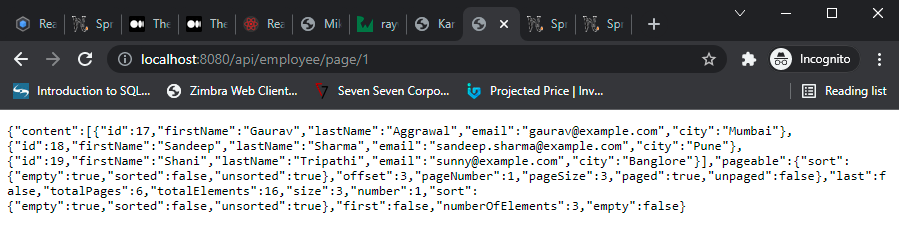 Rea
Spr
The
The
Rea
Mik
rayv
Kar
Spr
Spr
localhost:8080/api/employee/page/1
Incognito
Introduction to SQL...
Zimbra Web Client...
Seven Seven Corpo...
Projected Price | Inv...
Reading list
{"content":[{"id":17,"firstName":"Gaurav","lastName":"Aggrawal","email":"gaurav@example.com","city":"Mumbai"},
{"id":18,"firstName":"Sandeep","lastName":"Sharma","email":"sandeep.sharma@example.com","city":"Pune"},
{"id":19,"firstName":"Shani","lastName":"Tripathi","email":"sunny@example.com","city":"Banglore"}],"pageable":{"sort":
{"empty":true,"sorted":false,"unsorted":true},"offset":3,"pageNumber":1,"pageSize":3,"paged":true,"unpaged":false},"last":f
alse,"totalPages":6,"totalElements":16,"size":3,"number":1,"sort":
{"empty":true,"sorted":false,"unsorted":true},"first":false,"numberOfElements":3,"empty":false}